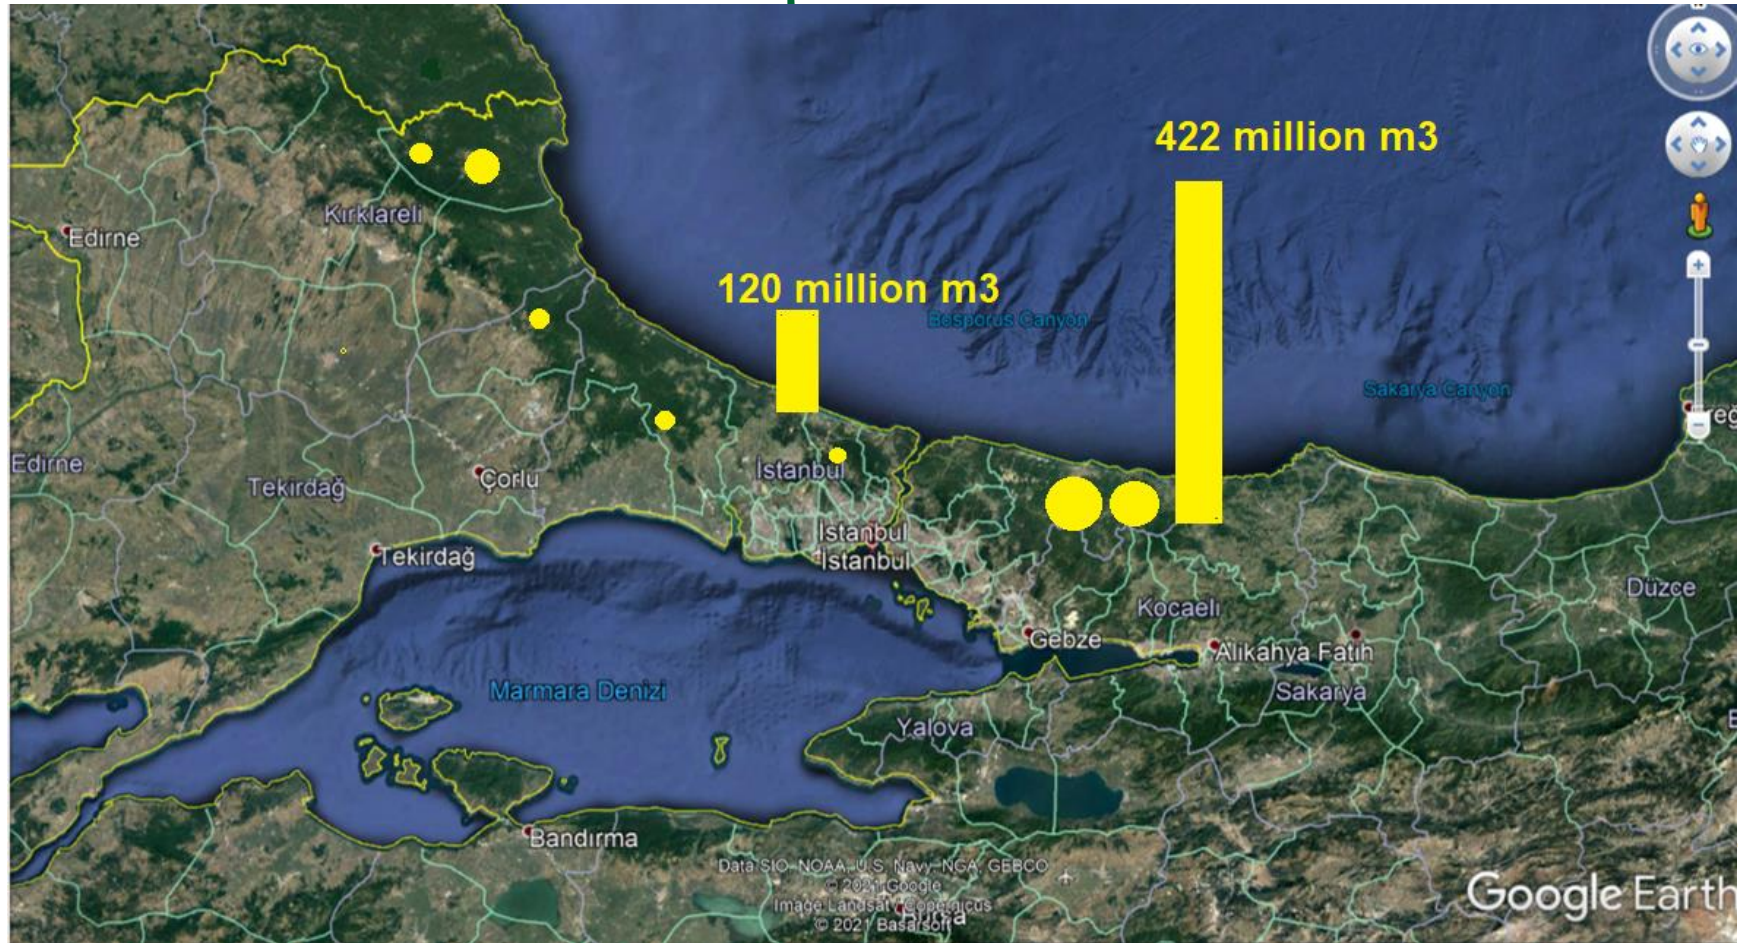 422 million m3
Kırklareli
Edirne
120 million m3
Bosporus Canyon
Sakarya Canyon
Edirne
Tekirdağ
Çorlu
İstanbul
İstanbul
İstanbul
Tekirdağ
Düzce
Kocaeli
Gebze
Alikahya Fatih
Marmara Denizi
Sakarya
Yalova
Bandırma
Data SIO, NOAA, U.S. Navy, NGA, GEBCO
© 2021 Google
Image Landsat / Copernicus
Bursa
© 2021 Basarsoft
Google Earth